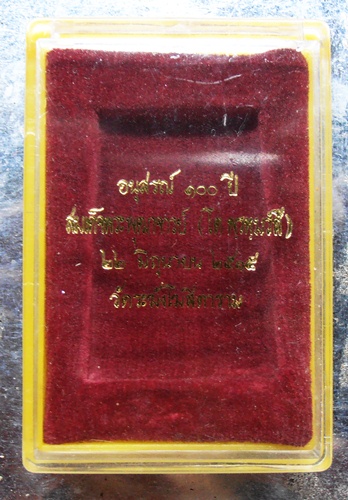 อนุสรณ์ ๑๐๐ ปี
สมเด็จพระพุฒาจารย์ (โต พรหมรังสี)
๒๒ มิถุนายน ๒๕๑๕
วัดระฆังโฆสิตาราม